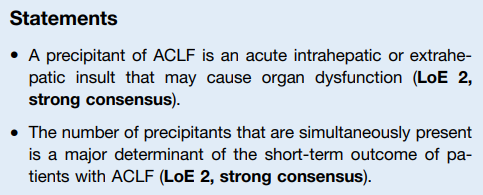 Statements
• A precipitant of ACLF is an acute intrahepatic or extrahe-
patic insult that may cause organ dysfunction (LoE 2,
strong consensus).
• The number of precipitants that are simultaneously present
is a major determinant of the short-term outcome of pa-
tients with ACLF (LoE 2, strong consensus).